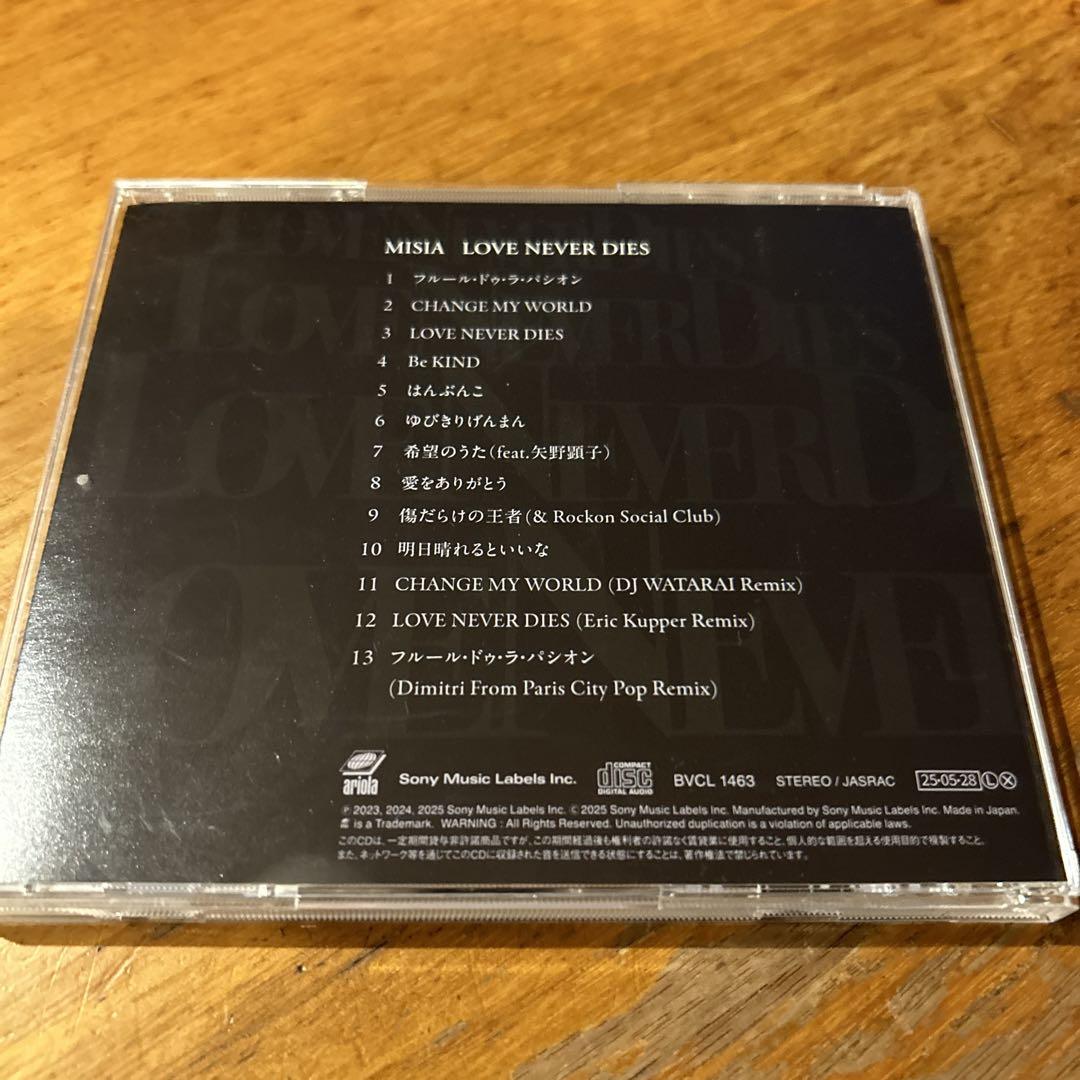 MISIA LOVE NEVER DIES
1 フルール・ドゥ・ラ・パシオン
2 CHANGE MY WORLD
3 LOVE NEVER DIES
4 Be KIND
5 はんぶんこ
6 ゆびきりげんまん
7 希望のうた(feat.矢野顕子)
8 愛をありがとう
9 傷だらけの王者(& Rockon Social Club)
10 明日晴れるといいな
11 CHANGE MY WORLD (DJ WATARAI Remix)
12 LOVE NEVER DIES (Eric Kupper Remix)
13 フルール・ドゥ・ラ・パシオン
(Dimitri From Paris City Pop Remix)
ariola Sony Music Labels Inc. COMPACT disc DIGITAL AUDIO BVCL 1463 STEREO / JASRAC 25·05·28 L X
℗ 2023, 2024, 2025 Sony Music Labels Inc. © 2025 Sony Music Labels Inc. Manufactured by Sony Music Labels Inc. Made in Japan.
is a Trademark. WARNING : All Rights Reserved. Unauthorized duplication is a violation of applicable laws.
このCDは、一定期間貸与非許諾商品ですが、この期間経過後も権利者の許諾なく賃貸業に使用すること、個人的な範囲を超える使用目的で複製すること、
また、ネットワーク等を通じてこのCDに収録された音を送信できる状態にすることは、著作権法で禁じられています。